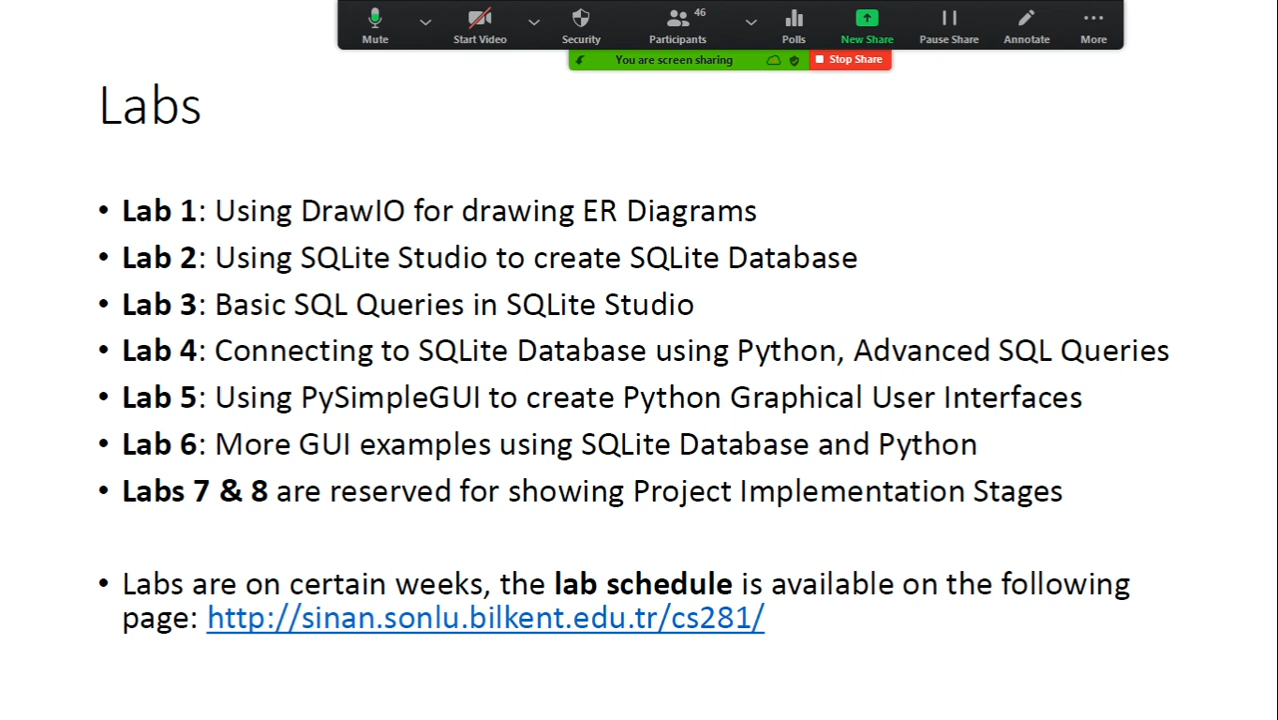 46
Mute Start Video Security Participants Polls New Share Pause Share Annotate More
You are screen sharing Stop Share
Labs
• Lab 1: Using DrawIO for drawing ER Diagrams
• Lab 2: Using SQLite Studio to create SQLite Database
• Lab 3: Basic SQL Queries in SQLite Studio
• Lab 4: Connecting to SQLite Database using Python, Advanced SQL Queries
• Lab 5: Using PySimpleGUI to create Python Graphical User Interfaces
• Lab 6: More GUI examples using SQLite Database and Python
• Labs 7 & 8 are reserved for showing Project Implementation Stages
• Labs are on certain weeks, the lab schedule is available on the following
page: http://sinan.sonlu.bilkent.edu.tr/cs281/